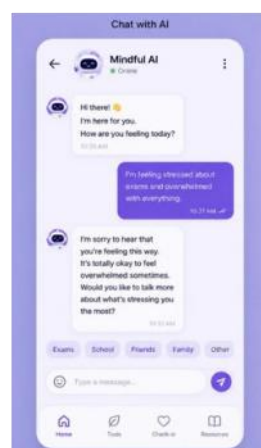 Chat with AI
Mindful AI
Online
Hi there! 👋
I'm here for you.
How are you feeling today?
I'm feeling stressed about
exams and overwhelmed
with everything.
10:31 AM
I'm sorry to hear that
you're feeling this way.
It's totally okay to feel
overwhelmed sometimes.
Would you like to talk more
about what's stressing you
the most?
Exams School Friends Family Other
Type a message...
Home Tools Check-in Resources